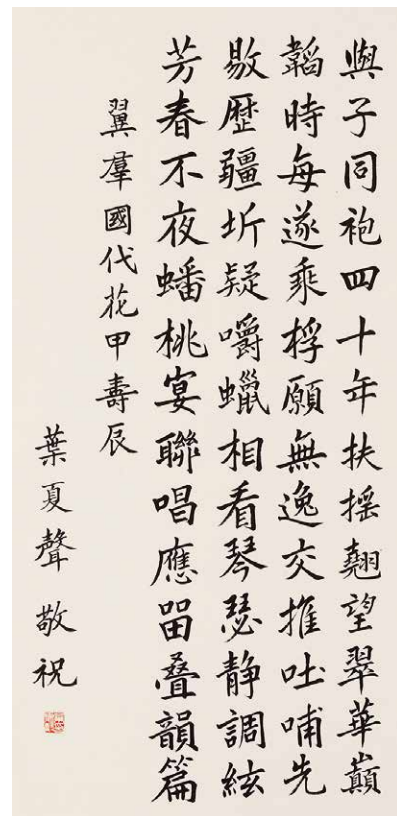 與子同袍四十年扶搖翹望翠華巔
韜時每遂乘桴願無逸交推吐哺先
敭歷疆圻疑嚼蠟相看琴瑟静調絃
芳春不夜蟠桃宴聯唱應留叠韻篇
翼羣國代花甲壽辰
葉夏聲敬祝